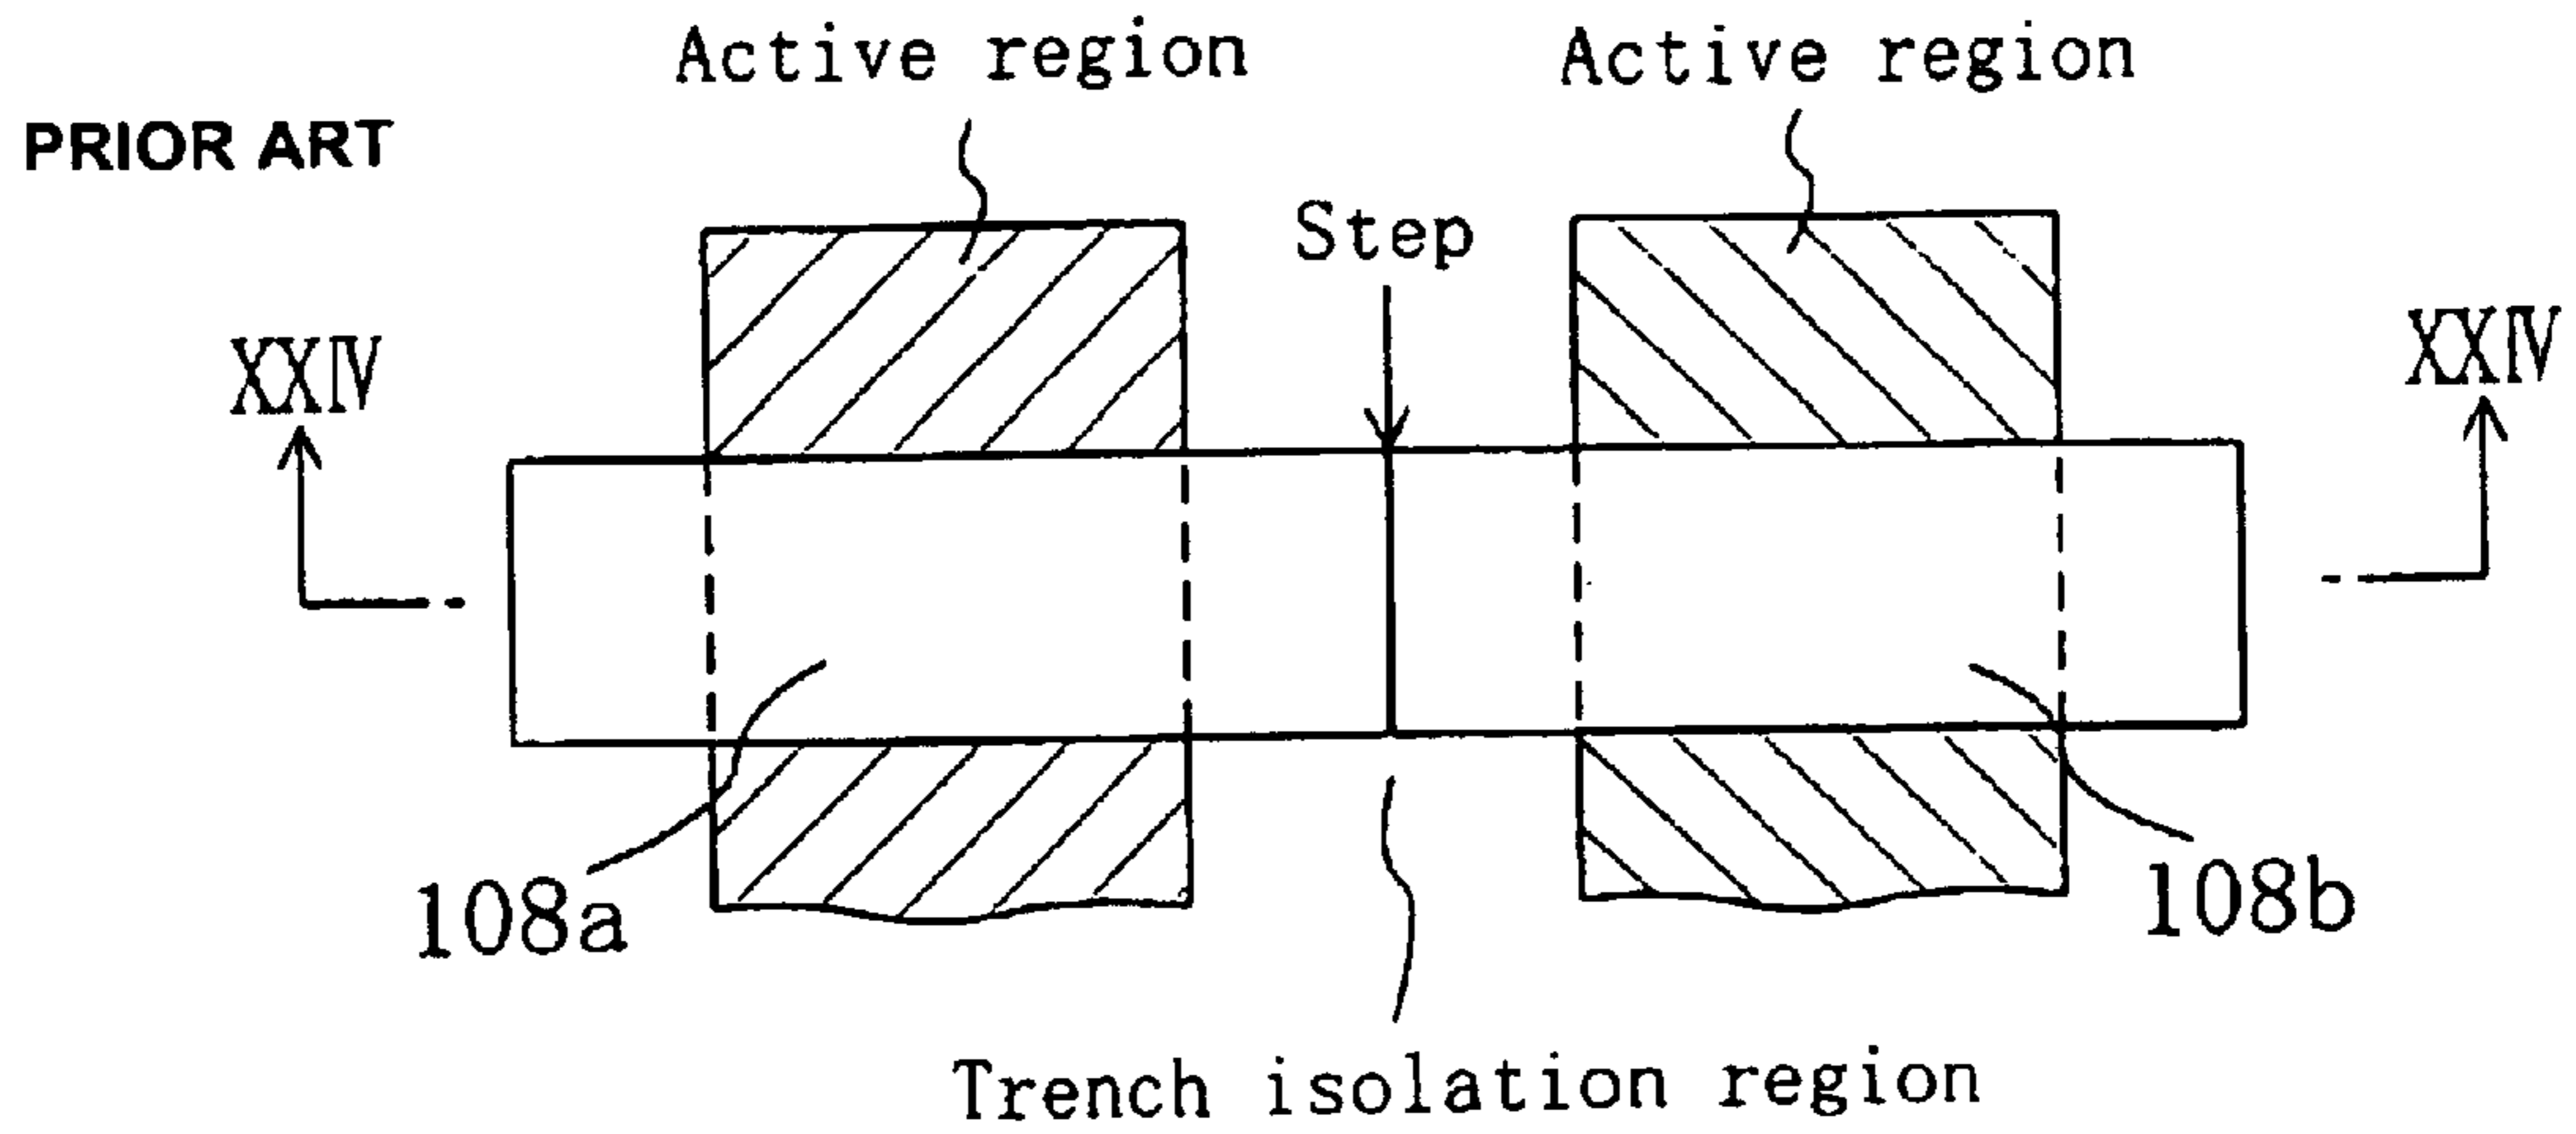 Active region
Active region
PRIOR ART
Step
XXIV
XXIV
108a
108b
Trench isolation region